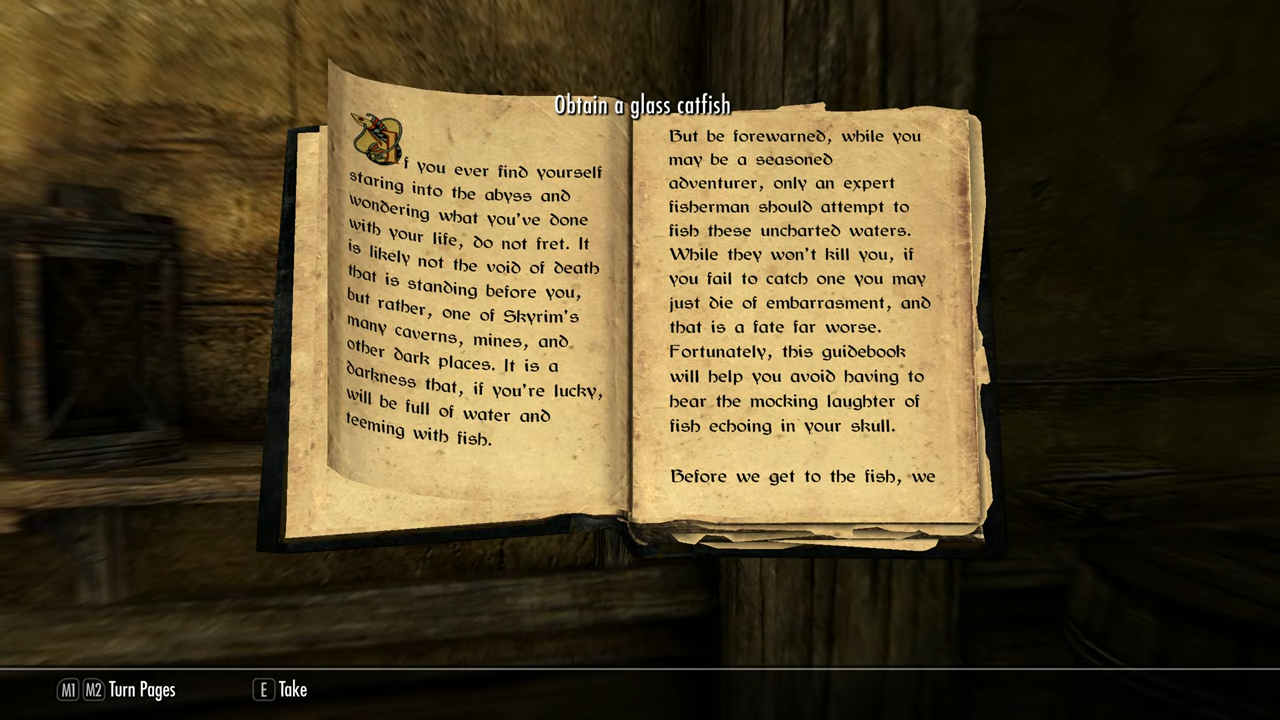 Obtain a glass catfish
If you ever find yourself
staring into the abyss and
wondering what you've done
with your life, do not fret. It
is likely not the void of death
that is standing before you,
but rather, one of Skyrim's
many caverns, mines, and
other dark places. It is a
darkness that, if you're lucky,
will be full of water and
teeming with fish.
But be forewarned, while you
may be a seasoned
adventurer, only an expert
fisherman should attempt to
fish these uncharted waters.
While they won't kill you, if
you fail to catch one you may
just die of embarrasment, and
that is a fate far worse.
Fortunately, this guidebook
will help you avoid having to
hear the mocking laughter of
fish echoing in your skull.
Before we get to the fish, we
M1 M2 Turn Pages E Take